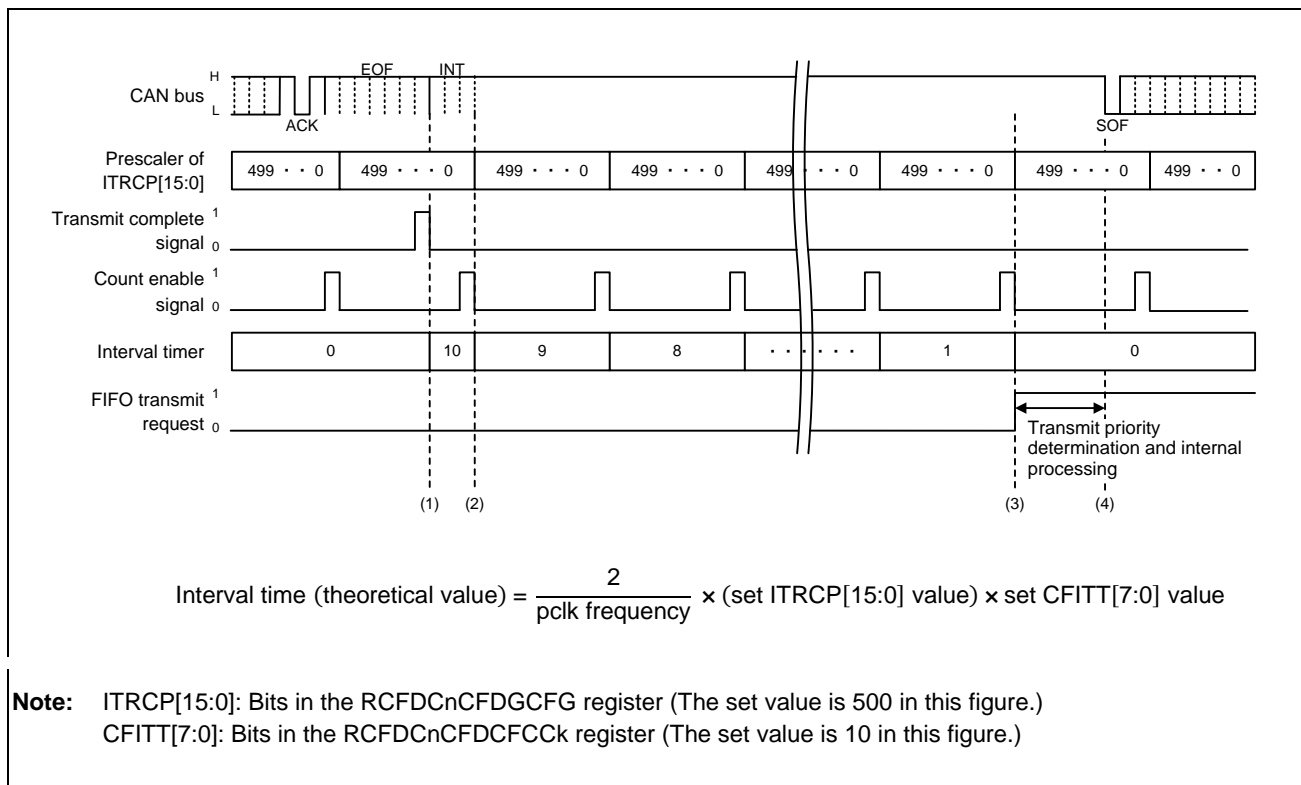 EOF INT
H
CAN bus
L
ACK SOF
Prescaler of
ITRCP[15:0]
499 · · 0 499 · · · 0 499 · · · 0 499 · · · 0 499 · · · 0 499 · · · 0 499 · · · 0 499 · · 0
Transmit complete 1
signal 0
Count enable 1
signal 0
Interval timer 0 10 9 8 · · · · · · 1 0
FIFO transmit 1
request 0
Transmit priority
determination and internal
processing
(1) (2) (3) (4)
Interval time (theoretical value) = 2 / pclk frequency × (set ITRCP[15:0] value) × set CFITT[7:0] value
Note: ITRCP[15:0]: Bits in the RCFDCnCFDGCFG register (The set value is 500 in this figure.)
CFITT[7:0]: Bits in the RCFDCnCFDCFCCk register (The set value is 10 in this figure.)